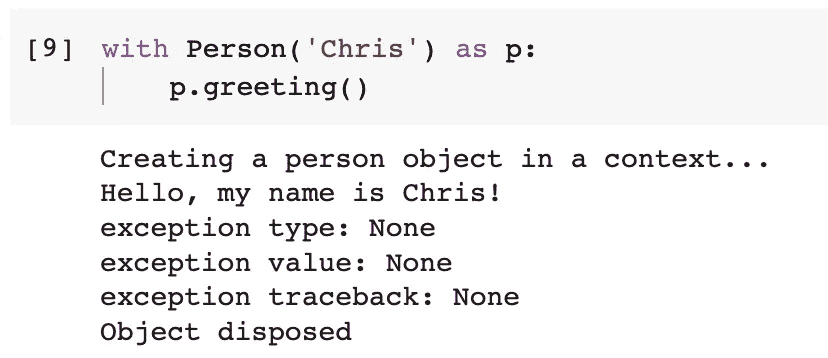 [9] with Person('Chris') as p:
p.greeting()
Creating a person object in a context...
Hello, my name is Chris!
exception type: None
exception value: None
exception traceback: None
Object disposed